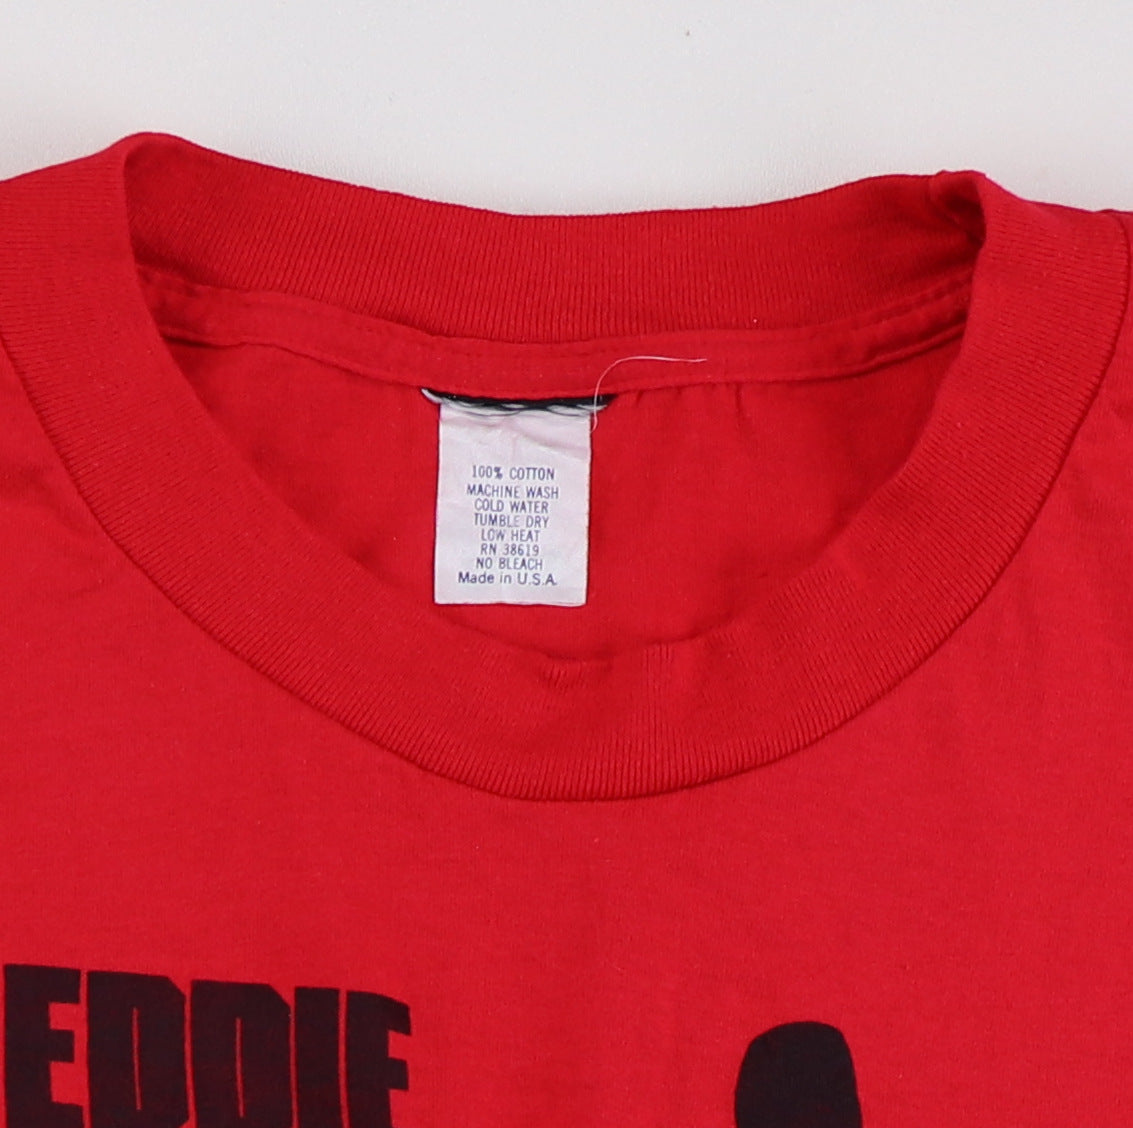 100% COTTON
MACHINE WASH
COLD WATER
TUMBLE DRY
LOW HEAT
RN 38619
NO BLEACH
Made in U.S.A.
EDDIE